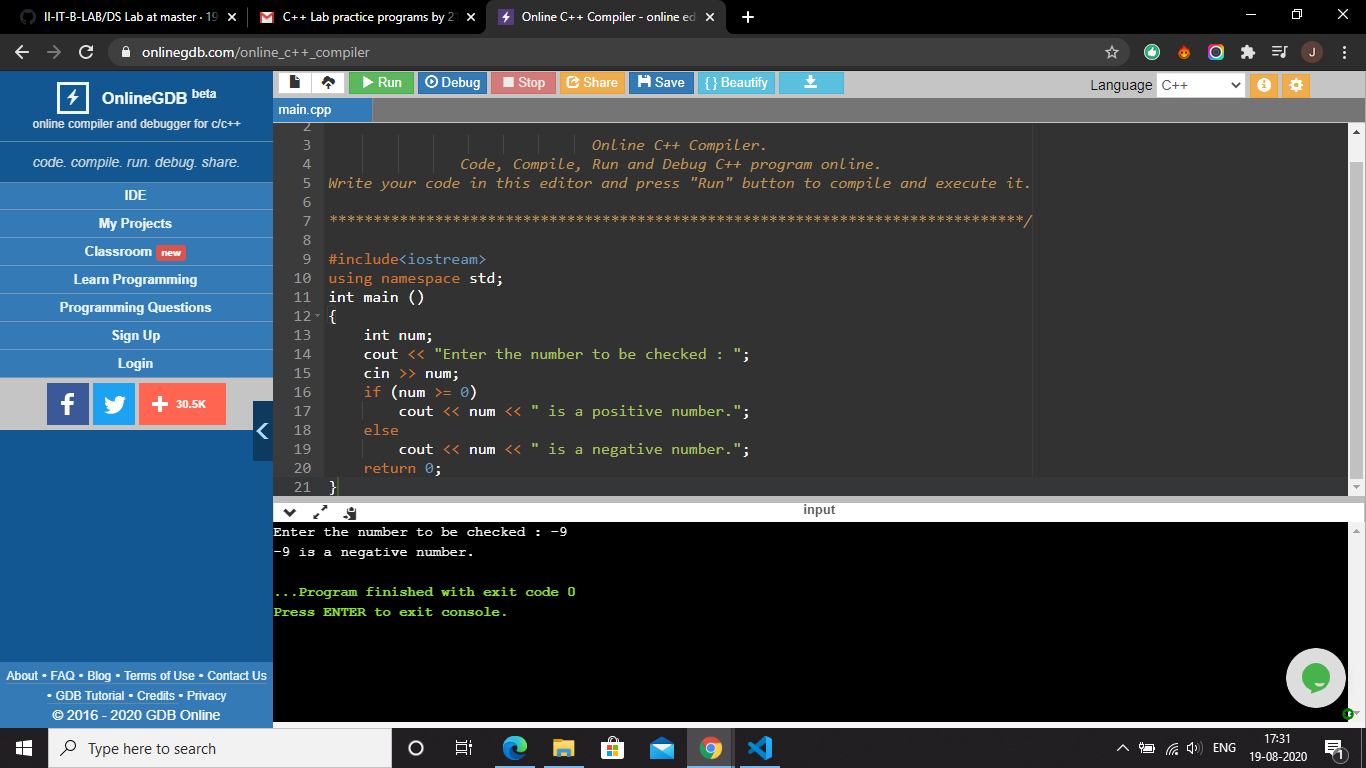 II-IT-B-LAB/DS Lab at master · 19
C++ Lab practice programs by 2
Online C++ Compiler - online ed
onlinegdb.com/online_c++_compiler
J
OnlineGDB beta
online compiler and debugger for c/c++
code. compile. run. debug. share.
IDE
My Projects
Classroom new
Learn Programming
Programming Questions
Sign Up
Login
30.5K
About • FAQ • Blog • Terms of Use • Contact Us
• GDB Tutorial • Credits • Privacy
© 2016 - 2020 GDB Online
Run Debug Stop Share Save { } Beautify
Language C++
main.cpp
2
3 Online C++ Compiler.
4 Code, Compile, Run and Debug C++ program online.
5 Write your code in this editor and press "Run" button to compile and execute it.
6
7 *******************************************************************************/
8
9 #include<iostream>
10 using namespace std;
11 int main ()
12 {
13 int num;
14 cout << "Enter the number to be checked : ";
15 cin >> num;
16 if (num >= 0)
17 cout << num << " is a positive number.";
18 else
19 cout << num << " is a negative number.";
20 return 0;
21 }
input
Enter the number to be checked : -9
-9 is a negative number.
...Program finished with exit code 0
Press ENTER to exit console.
Type here to search
ENG
17:31
19-08-2020
1